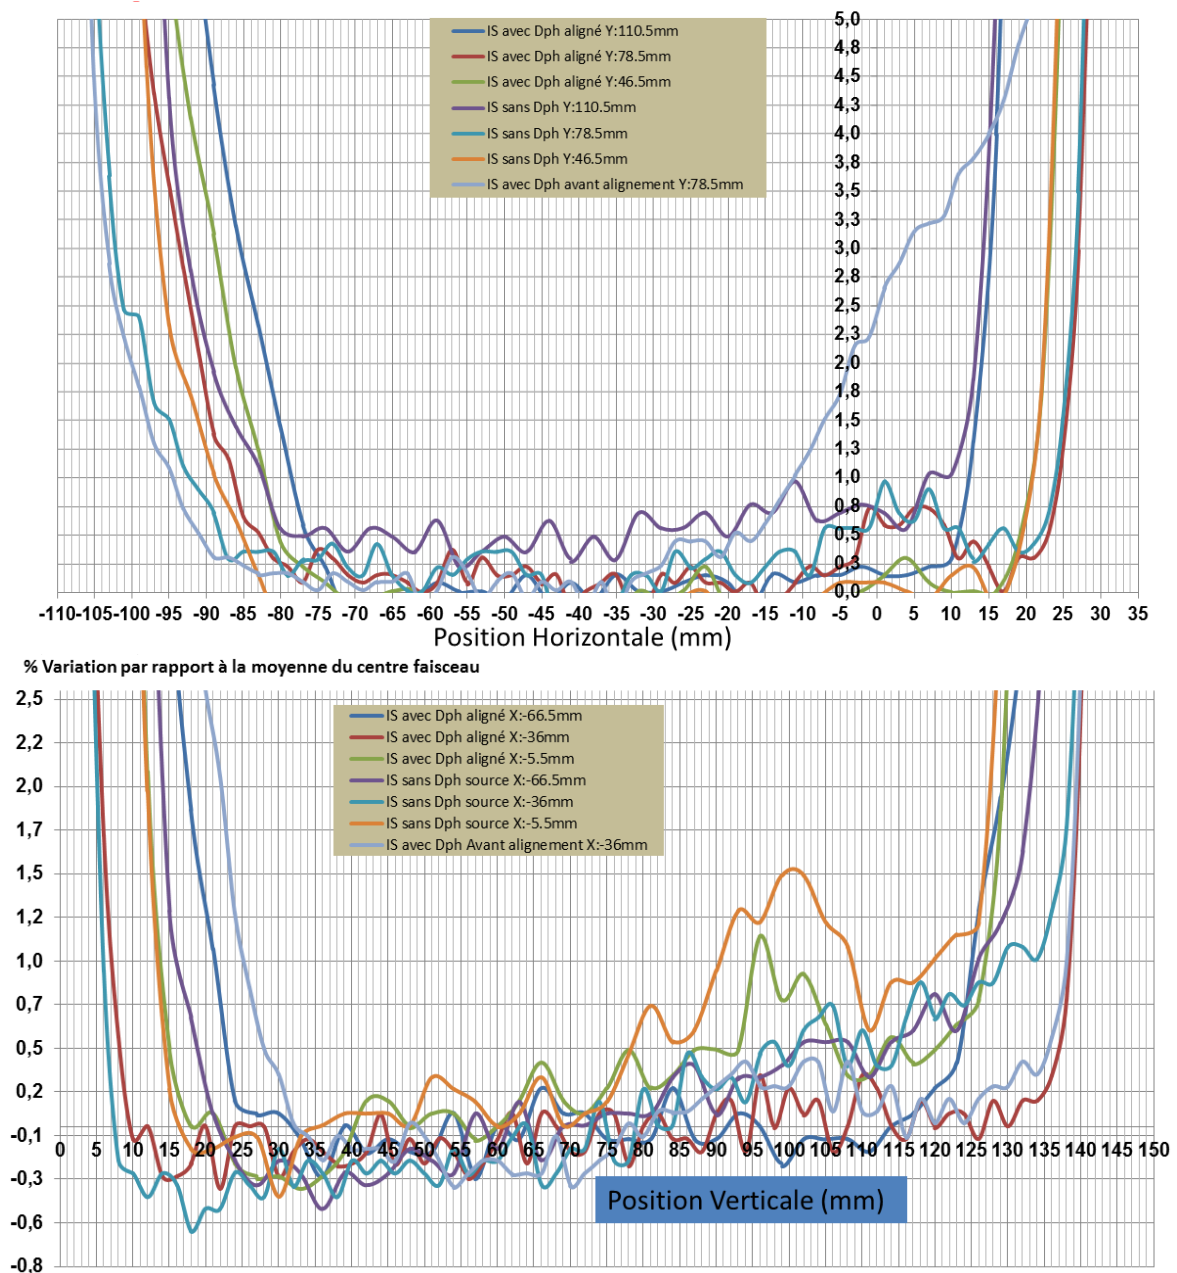 5,0
IS avec Dph aligné Y:110.5mm
4,8
IS avec Dph aligné Y:78.5mm
4,5
IS avec Dph aligné Y:46.5mm
4,3
IS sans Dph Y:110.5mm
4,0
IS sans Dph Y:78.5mm
3,8
IS sans Dph Y:46.5mm
3,5
IS avec Dph avant alignement Y:78.5mm
3,3
3,0
2,8
2,5
2,3
2,0
1,8
1,5
1,3
1,0
0,8
0,5
0,3
0,0
-110 -105 -100 -95 -90 -85 -80 -75 -70 -65 -60 -55 -50 -45 -40 -35 -30 -25 -20 -15 -10 -5 0 5 10 15 20 25 30 35
Position Horizontale (mm)
% Variation par rapport à la moyenne du centre faisceau
2,5
IS avec Dph aligné X:-66.5mm
IS avec Dph aligné X:-36mm
2,2
IS avec Dph aligné X:-5.5mm
IS sans Dph source X:-66.5mm
2,0
IS sans Dph source X:-36mm
IS sans Dph source X:-5.5mm
1,7
IS avec Dph Avant alignement X:-36mm
1,5
1,2
1,0
0,7
0,5
0,2
-0,1
0 5 10 15 20 25 30 35 40 45 50 55 60 65 70 75 80 85 90 95 100 105 110 115 120 125 130 135 140 145 150
-0,3
Position Verticale (mm)
-0,6
-0,8